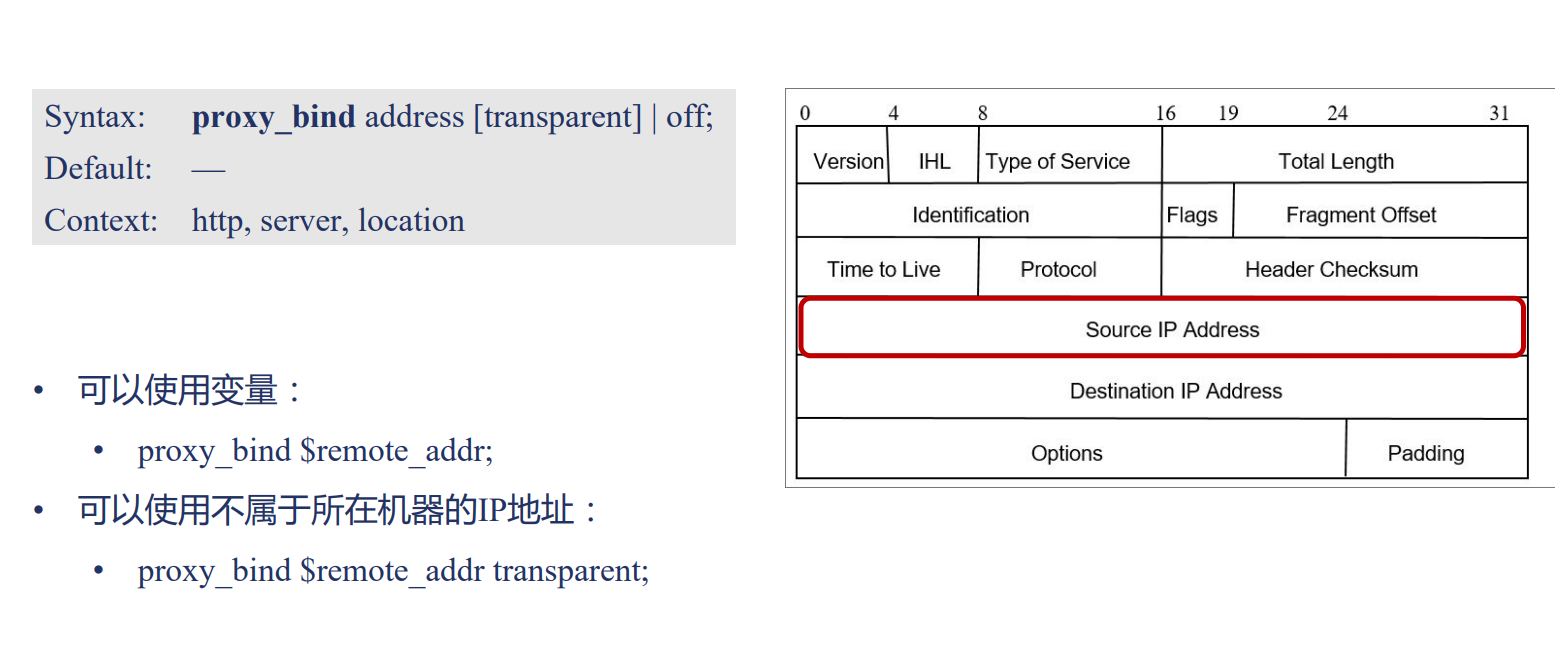 Syntax: proxy_bind address [transparent] | off;
Default: —
Context: http, server, location
• 可以使用变量：
• proxy_bind $remote_addr;
• 可以使用不属于所在机器的IP地址：
• proxy_bind $remote_addr transparent;
0 4 8 16 19 24 31
Version IHL Type of Service Total Length
Identification Flags Fragment Offset
Time to Live Protocol Header Checksum
Source IP Address
Destination IP Address
Options Padding